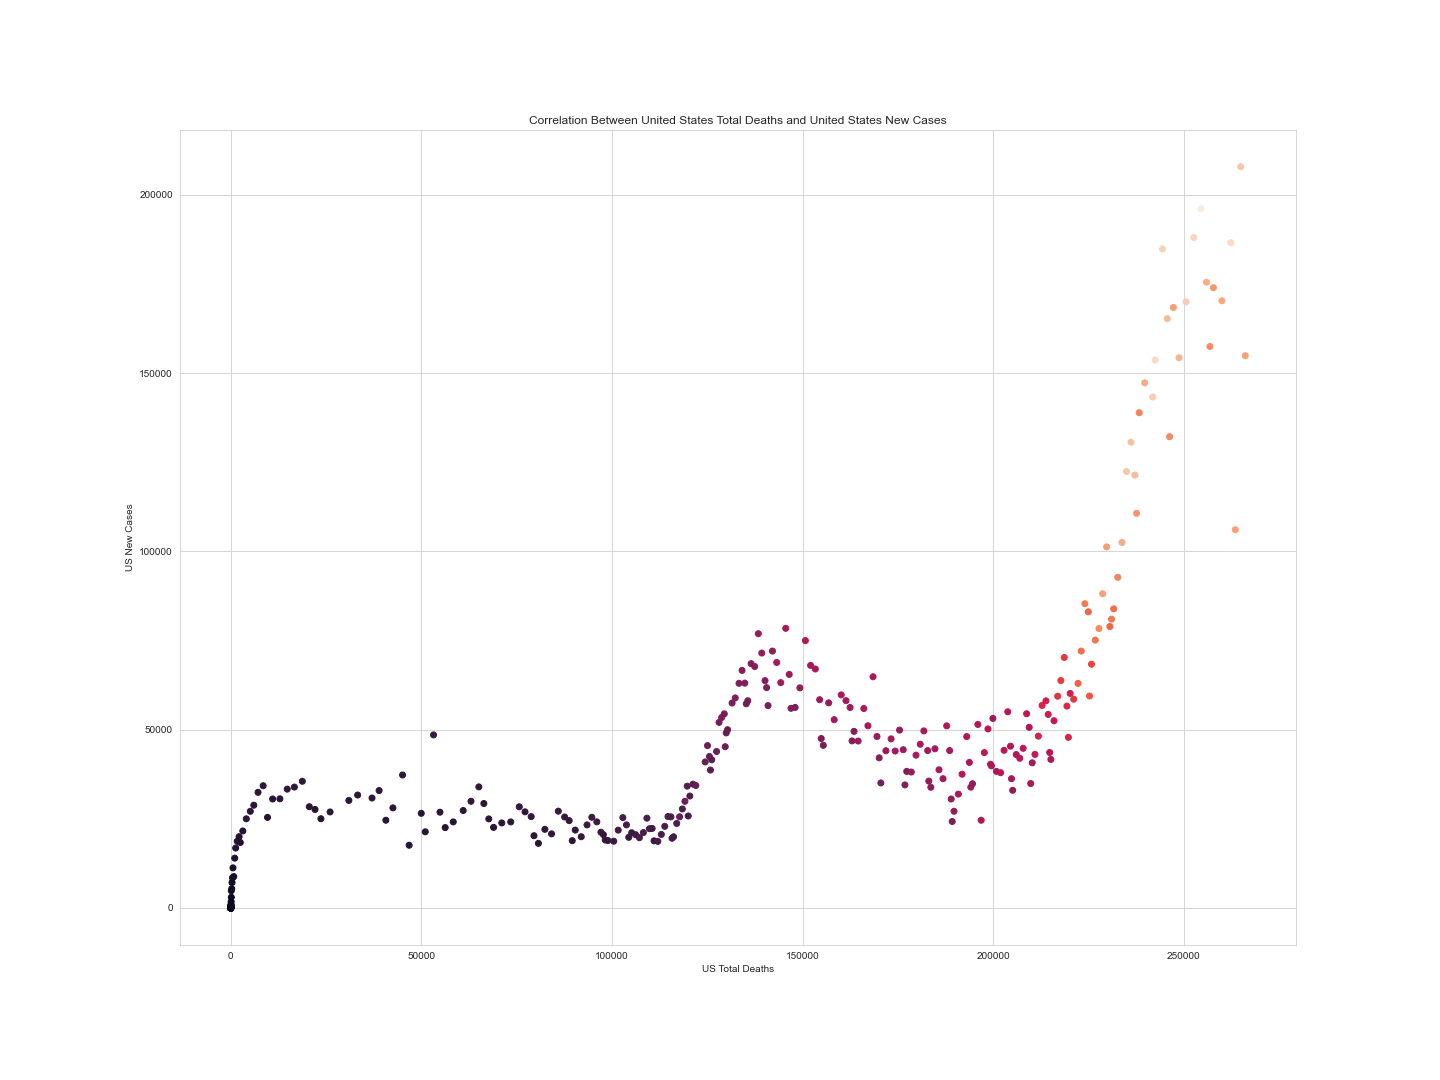 Correlation Between United States Total Deaths and United States New Cases
200000
150000
100000
50000
0
US New Cases
0 50000 100000 150000 200000 250000
US Total Deaths